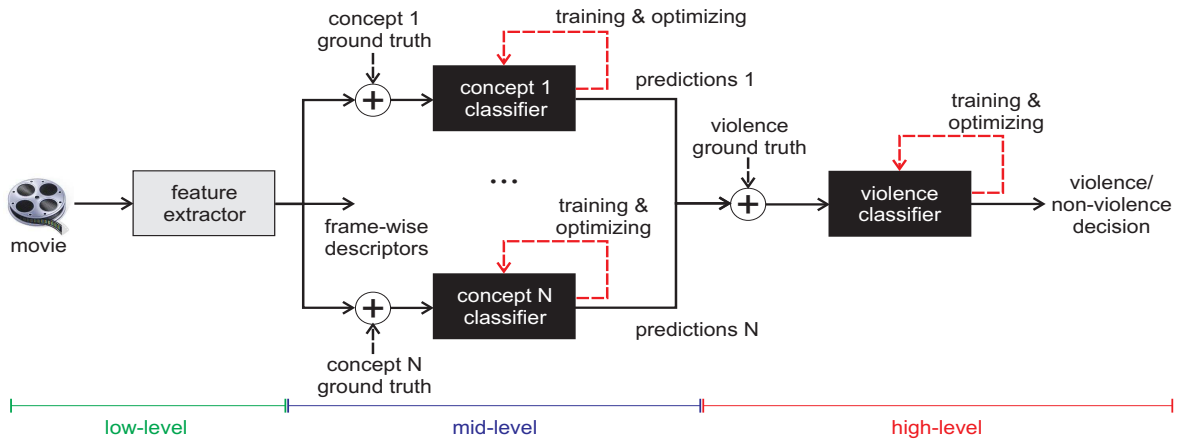 concept 1
ground truth
training & optimizing
concept 1
classifier
predictions 1
violence
ground truth
training &
optimizing
movie
feature
extractor
frame-wise
descriptors
...
training &
optimizing
violence
classifier
violence/
non-violence
decision
concept N
classifier
predictions N
concept N
ground truth
low-level
mid-level
high-level